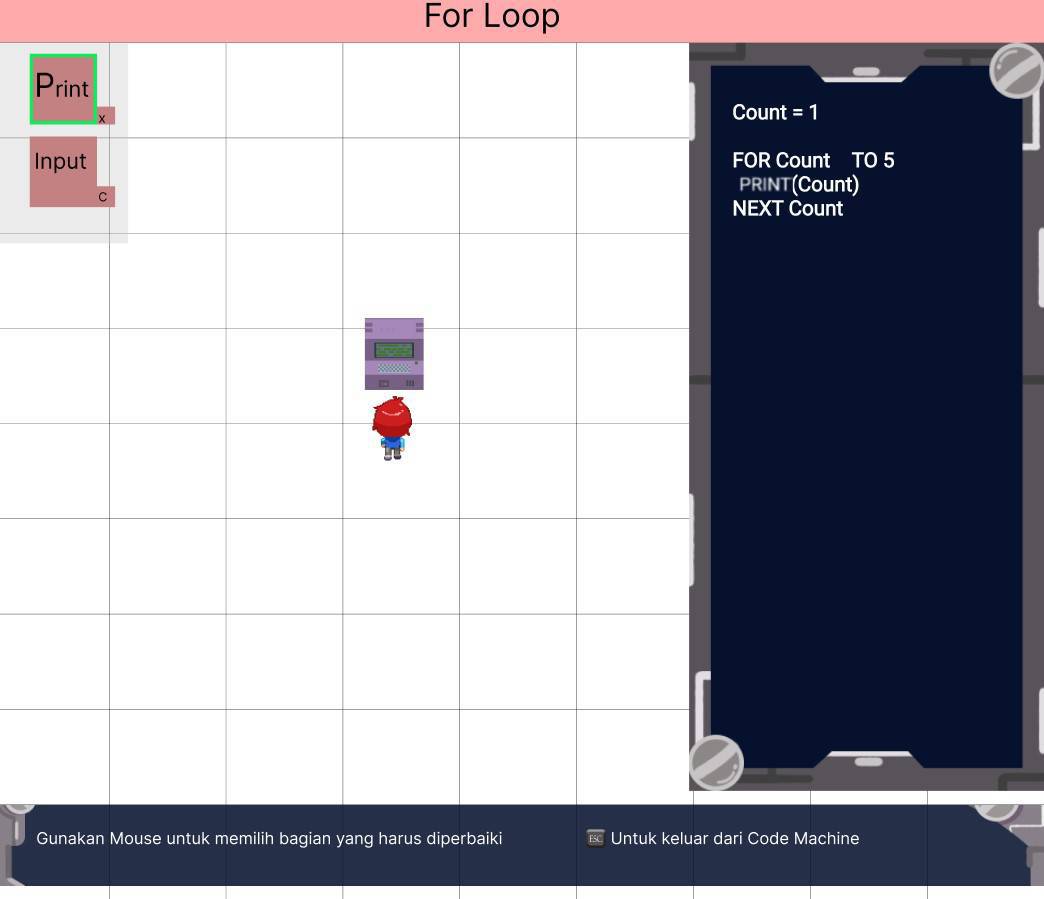 For Loop
Print
x
Input
C
Count = 1
FOR Count TO 5
PRINT(Count)
NEXT Count
Gunakan Mouse untuk memilih bagian yang harus diperbaiki
ESC Untuk keluar dari Code Machine